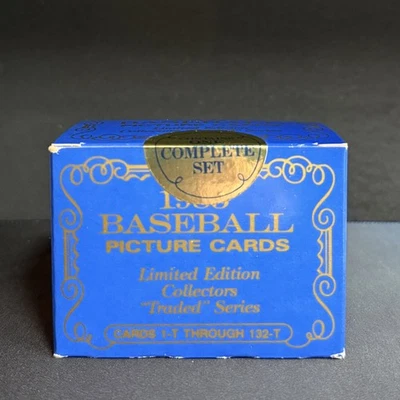 COMPLETE
SET
BASEBALL
PICTURE CARDS
Limited Edition
Collectors
"Traded" Series
CARDS 1-T THROUGH 132-T